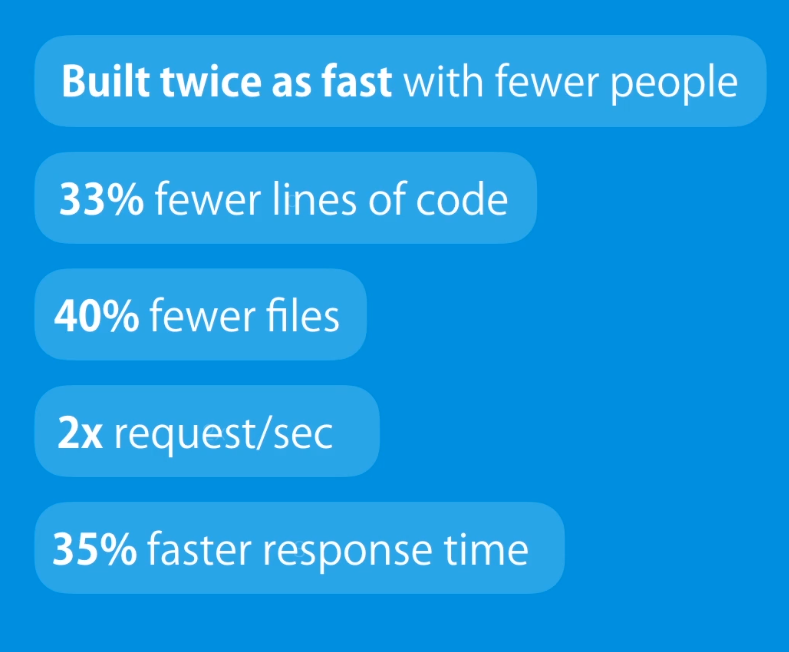 Built twice as fast with fewer people
33% fewer lines of code
40% fewer files
2x request/sec
35% faster response time